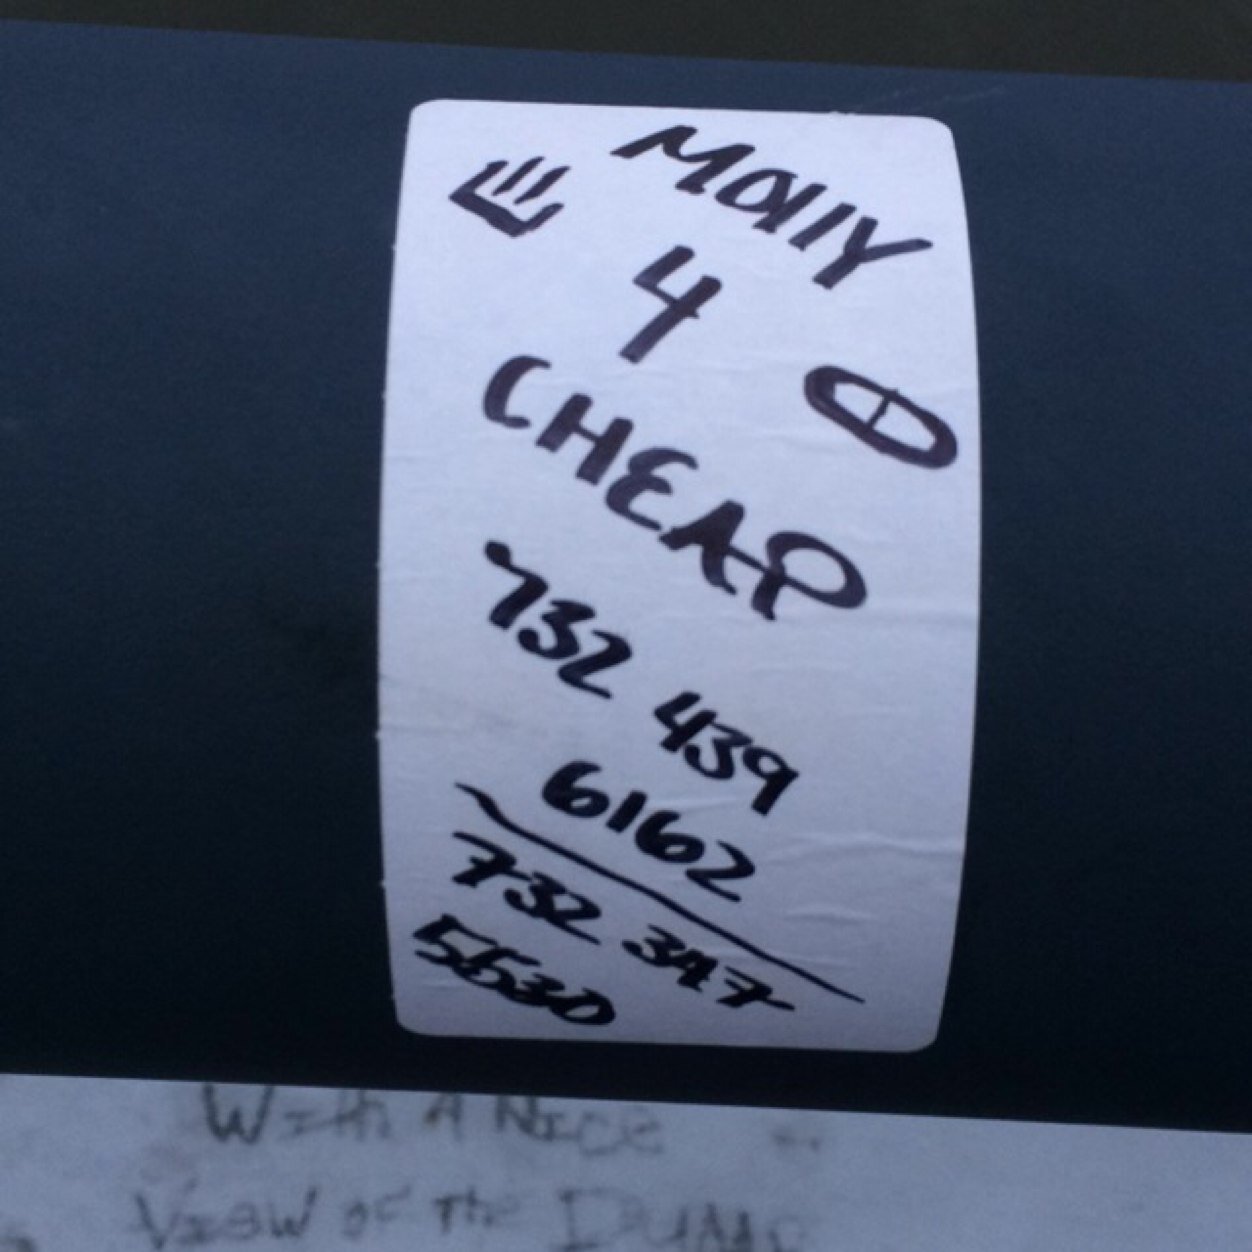 MOllY
4
CHEAP
732 439
6162
732 347
5530
With A Nice
View of the